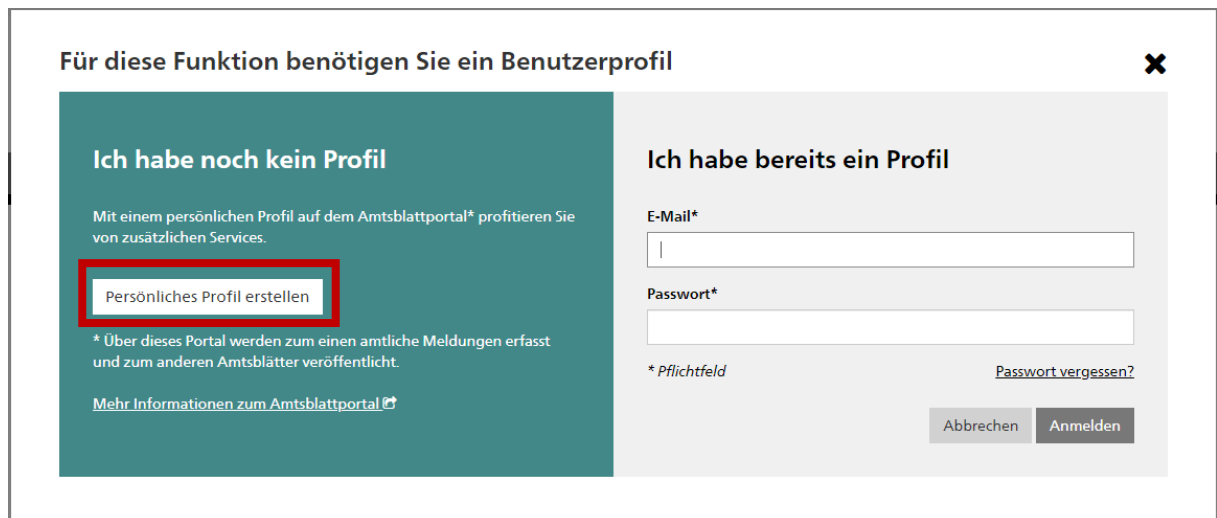 Für diese Funktion benötigen Sie ein Benutzerprofil
Ich habe noch kein Profil
Mit einem persönlichen Profil auf dem Amtsblattportal* profitieren Sie
von zusätzlichen Services.
Persönliches Profil erstellen
* Über dieses Portal werden zum einen amtliche Meldungen erfasst
und zum anderen Amtsblätter veröffentlicht.
Mehr Informationen zum Amtsblattportal
Ich habe bereits ein Profil
E-Mail*
Passwort*
* Pflichtfeld
Passwort vergessen?
Abbrechen
Anmelden